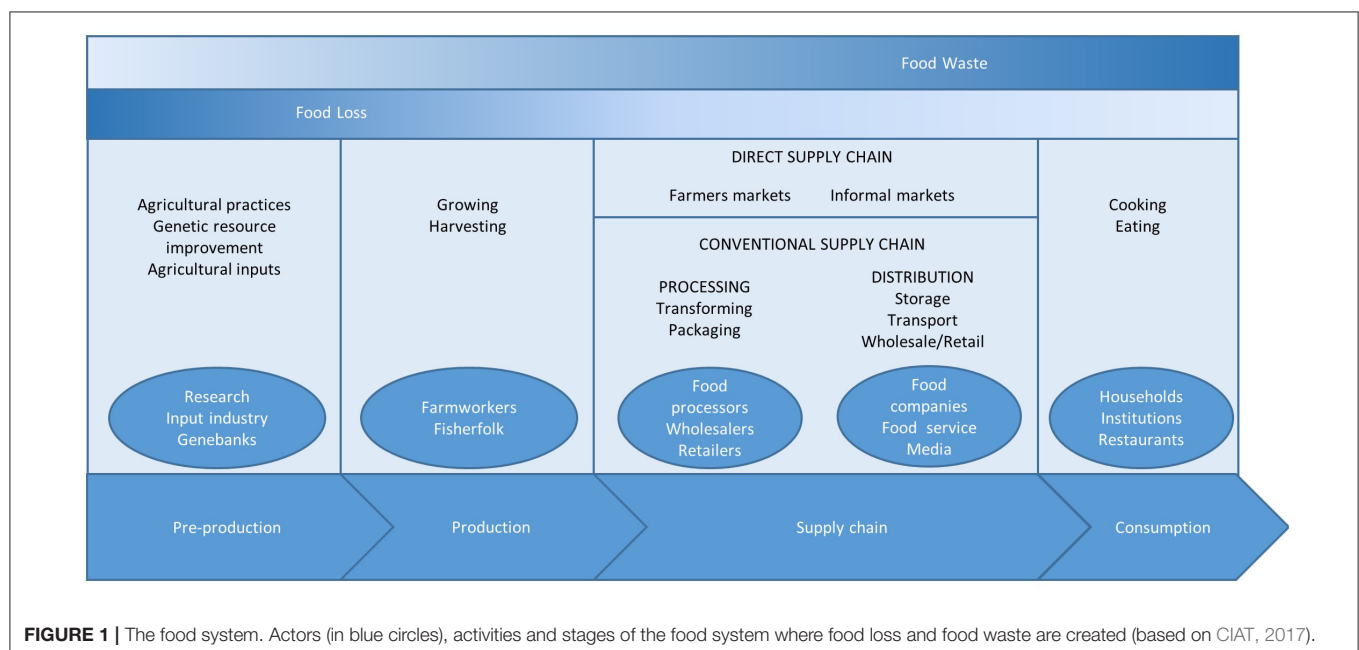 Food Waste
Food Loss
Agricultural practices
Genetic resource
improvement
Agricultural inputs
Research
Input industry
Genebanks
Growing
Harvesting
Farmworkers
Fisherfolk
DIRECT SUPPLY CHAIN
Farmers markets
Informal markets
CONVENTIONAL SUPPLY CHAIN
PROCESSING
Transforming
Packaging
DISTRIBUTION
Storage
Transport
Wholesale/Retail
Food
processors
Wholesalers
Retailers
Food
companies
Food service
Media
Cooking
Eating
Households
Institutions
Restaurants
Pre-production
Production
Supply chain
Consumption
FIGURE 1 | The food system. Actors (in blue circles), activities and stages of the food system where food loss and food waste are created (based on CIAT, 2017).